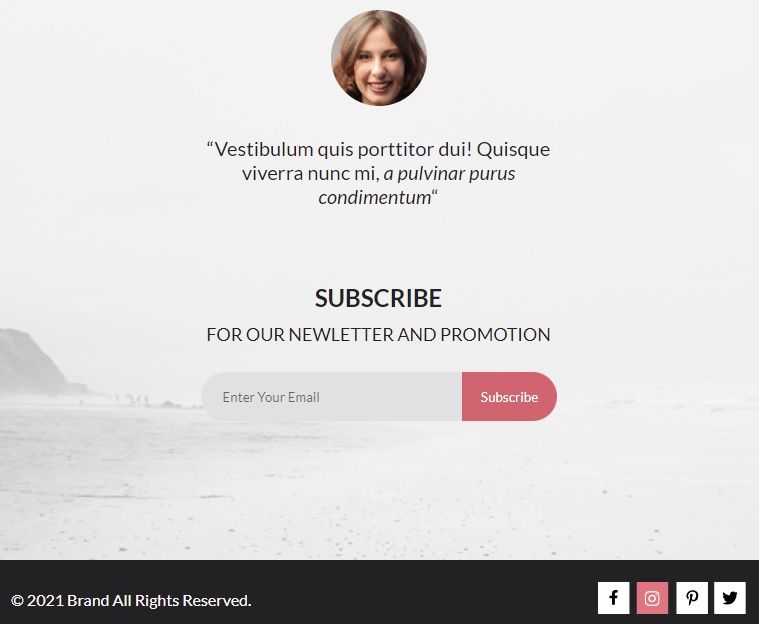 “Vestibulum quis porttitor dui! Quisque
viverra nunc mi, a pulvinar purus
condimentum“
SUBSCRIBE
FOR OUR NEWLETTER AND PROMOTION
Enter Your Email
Subscribe
© 2021 Brand All Rights Reserved.